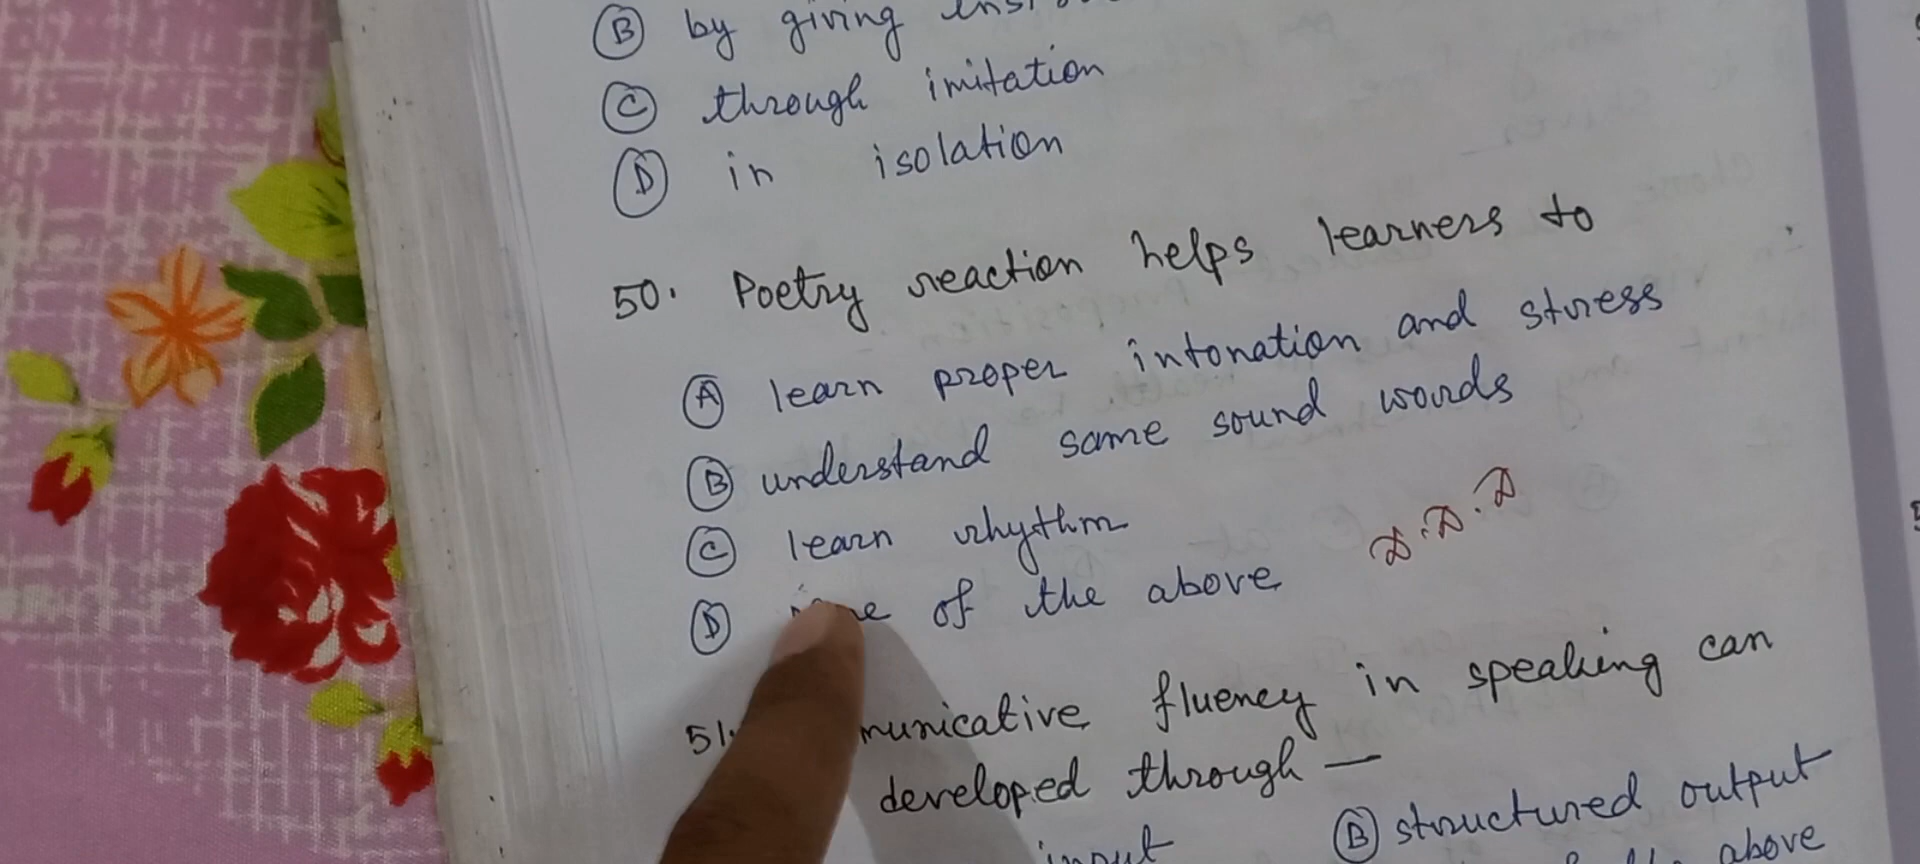 (B) by giving
(C) through imitation
(D) in isolation
50. Poetry reaction helps learners to
(A) learn proper intonation and stress
(B) understand same sound words
(C) learn rhythm
(D) of the above
51. developed through —
fluency in speaking can
input (B) structured output
above